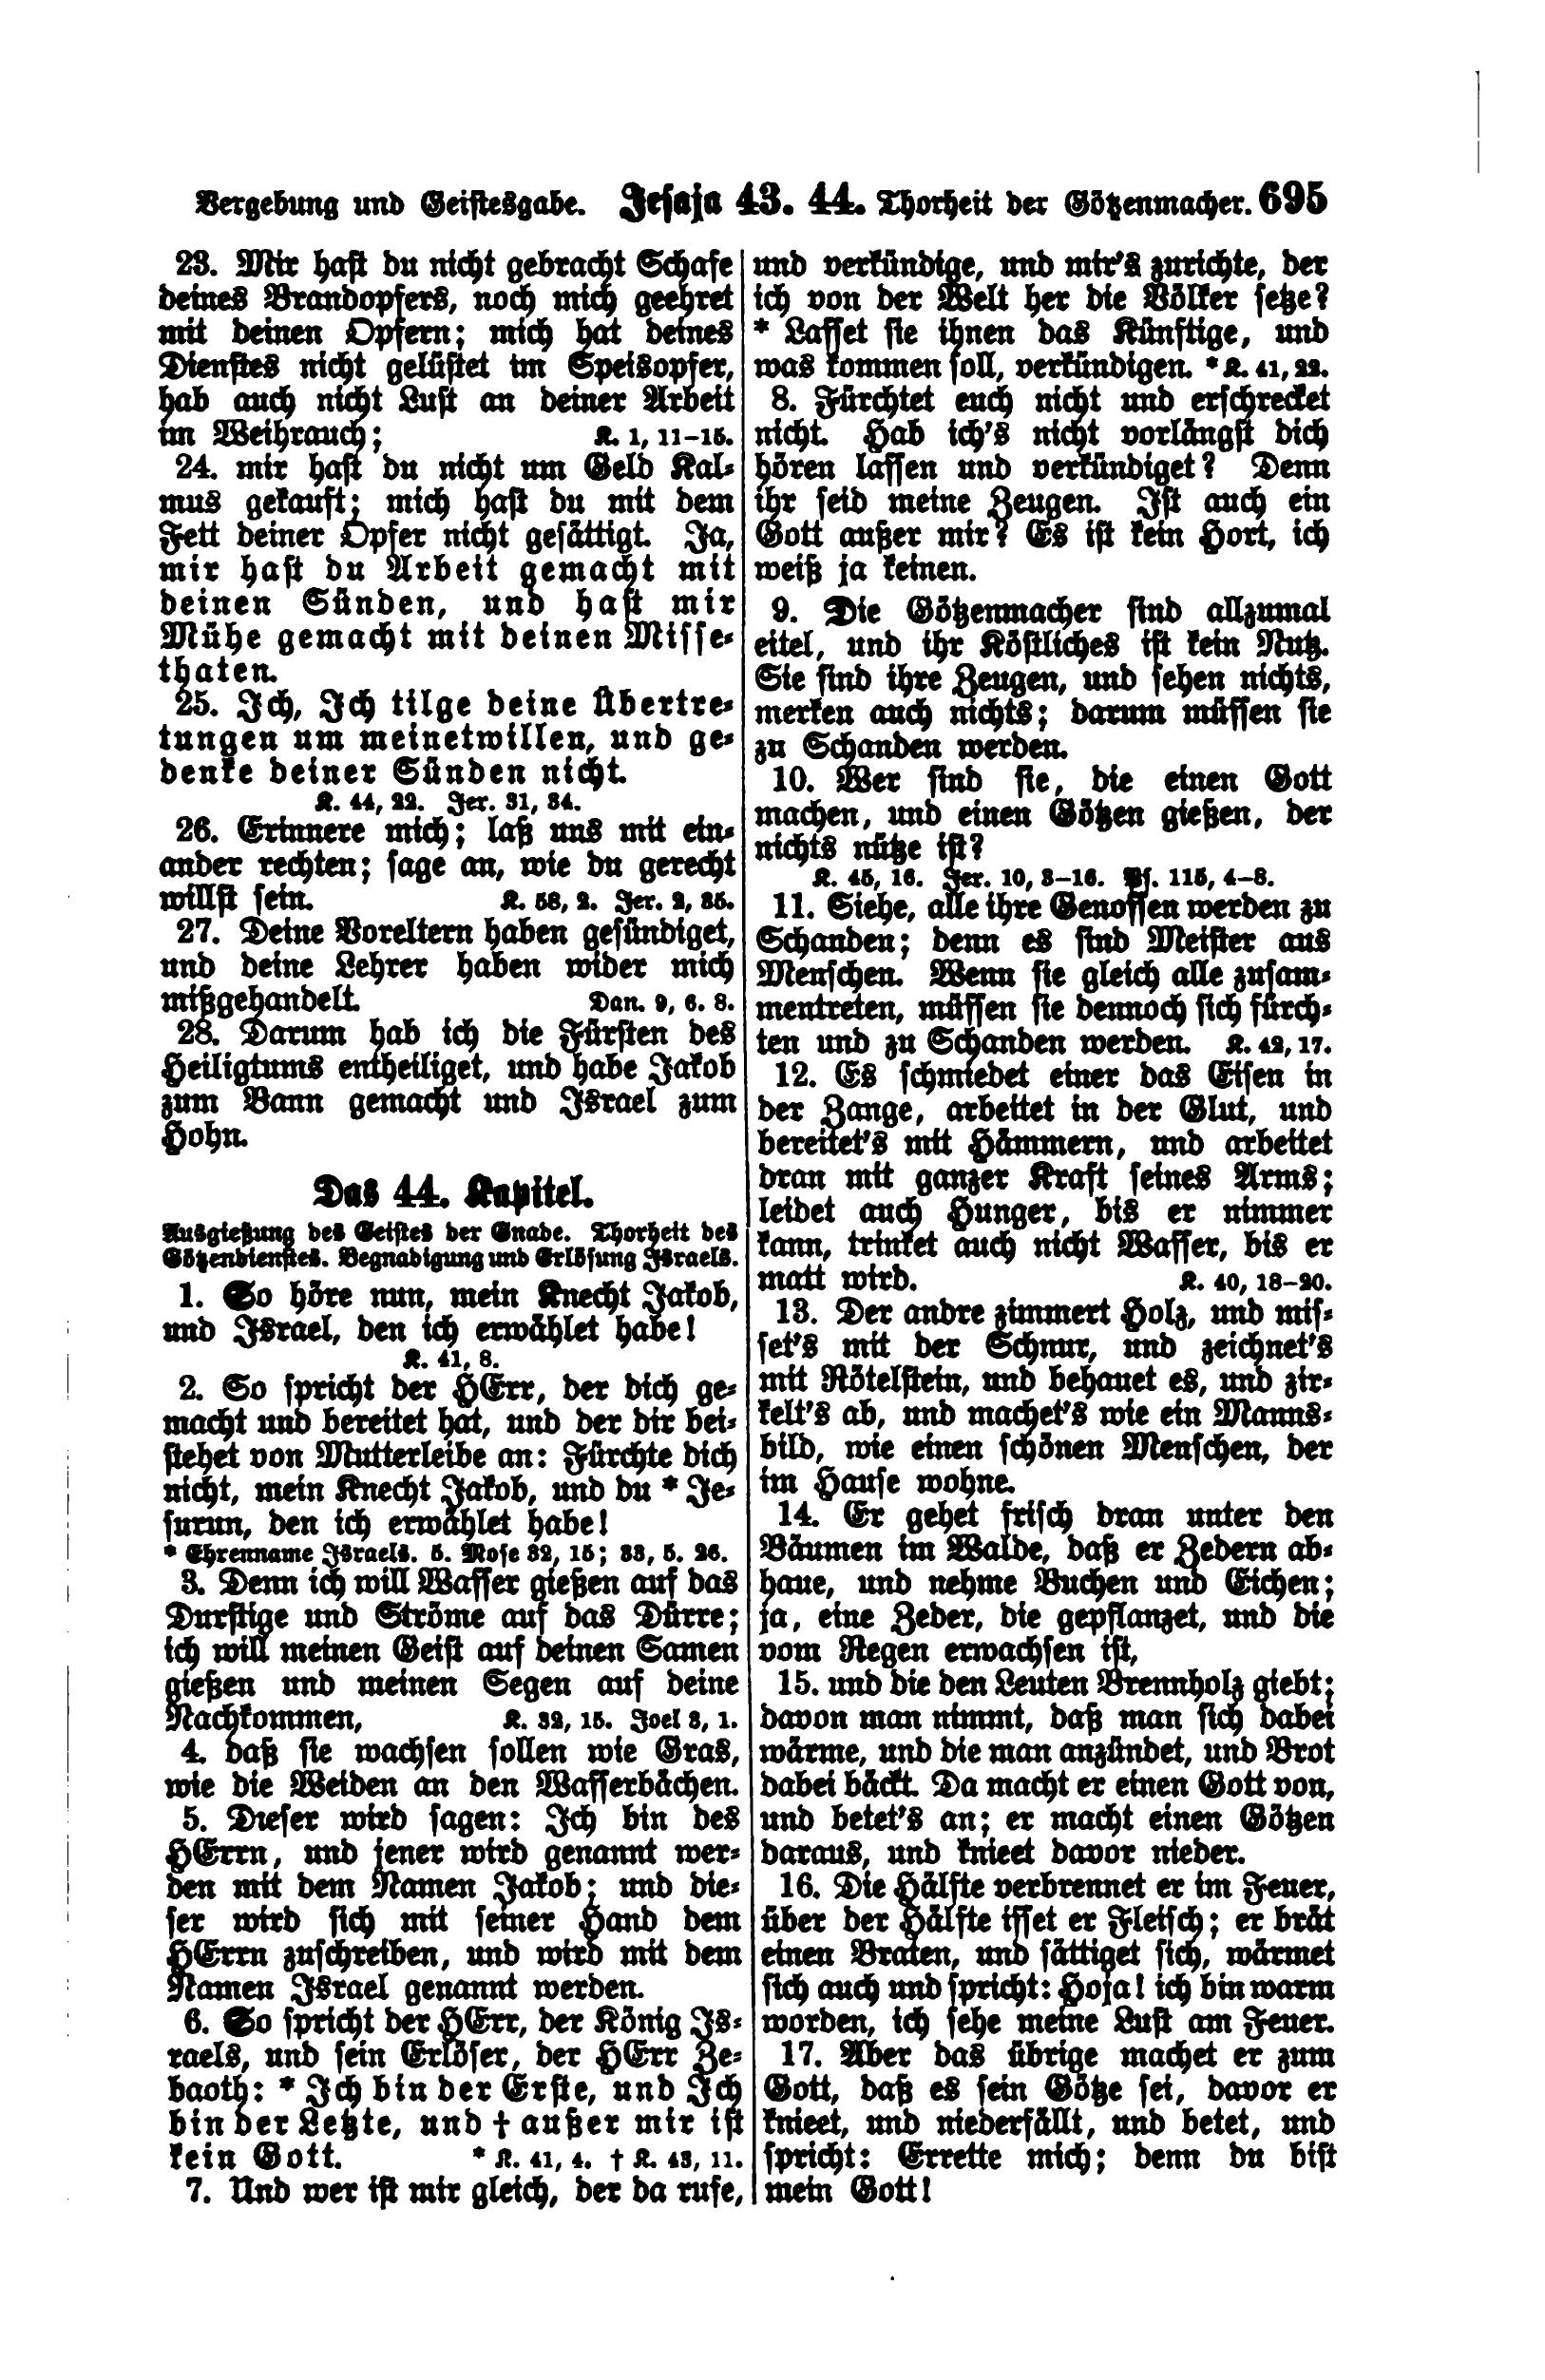 Vergebung und Geistesgabe. Jesaja 43. 44. Thorheit der Götzenmacher. 695
23. Mir hast du nicht gebracht Schafe
deines Brandopfers, noch mich geehret
mit deinen Opfern; mich hat deines
Dienstes nicht gelüstet im Speisopfer,
hab auch nicht Lust an deiner Arbeit
im Weihrauch; K. 1, 11–15.
24. mir hast du nicht um Geld Kal-
mus gekauft; mich hast du mit dem
Fett deiner Opfer nicht gesättigt. Ja,
mir hast du Arbeit gemacht mit
deinen Sünden, und hast mir
Mühe gemacht mit deinen Misse-
thaten.
25. Ich, Ich tilge deine Übertre-
tungen um meinetwillen, und ge-
denke deiner Sünden nicht.
K. 44, 22. Jer. 31, 34.
26. Erinnere mich; laß uns mit ein-
ander rechten; sage an, wie du gerecht
willst sein. K. 58, 2. Jer. 2, 35.
27. Deine Voreltern haben gesündiget,
und deine Lehrer haben wider mich
mißgehandelt. Dan. 9, 6. 8.
28. Darum hab ich die Fürsten des
Heiligtums entheiliget, und habe Jakob
zum Bann gemacht und Israel zum
Hohn.
Das 44. Kapitel.
Ausgießung des Geistes der Gnade. Thorheit des
Götzendienstes. Begnadigung und Erlösung Israels.
1. So höre nun, mein Knecht Jakob,
und Israel, den ich erwählet habe!
K. 41, 8.
2. So spricht der HErr, der dich ge-
macht und bereitet hat, und der dir bei-
stehet von Mutterleibe an: Fürchte dich
nicht, mein Knecht Jakob, und du * Je-
surun, den ich erwählet habe!
* Ehrenname Israels. 5. Mose 32, 15; 33, 5. 26.
3. Denn ich will Wasser gießen auf das
Durstige und Ströme auf das Dürre;
ich will meinen Geist auf deinen Samen
gießen und meinen Segen auf deine
Nachkommen, K. 32, 15. Joel 3, 1.
4. daß sie wachsen sollen wie Gras,
wie die Weiden an den Wasserbächen.
5. Dieser wird sagen: Ich bin des
HErrn, und jener wird genannt wer-
den mit dem Namen Jakob; und die-
ser wird sich mit seiner Hand dem
HErrn zuschreiben, und wird mit dem
Namen Israel genannt werden.
6. So spricht der HErr, der König Is-
raels, und sein Erlöser, der HErr Ze-
baoth: * Ich bin der Erste, und Ich
bin der Letzte, und † außer mir ist
kein Gott. * K. 41, 4. † K. 43, 11.
7. Und wer ist mir gleich, der da rufe,
und verkündige, und mir's zurichte, der
ich von der Welt her die Völker setze?
* Lasset sie ihnen das Künftige, und
was kommen soll, verkündigen. * K. 41, 22.
8. Fürchtet euch nicht und erschrecket
nicht. Hab ich's nicht vorlängst dich
hören lassen und verkündiget? Denn
ihr seid meine Zeugen. Ist auch ein
Gott außer mir? Es ist kein Hort, ich
weiß ja keinen.
9. Die Götzenmacher sind allzumal
eitel, und ihr Köstliches ist kein Nutz.
Sie sind ihre Zeugen, und sehen nichts,
merken auch nichts; darum müssen sie
zu Schanden werden.
10. Wer sind sie, die einen Gott
machen, und einen Götzen gießen, der
nichts nütze ist?
K. 45, 16. Jer. 10, 3–16. Ps. 115, 4–8.
11. Siehe, alle ihre Genossen werden zu
Schanden; denn es sind Meister aus
Menschen. Wenn sie gleich alle zusam-
mentreten, müssen sie dennoch sich fürch-
ten und zu Schanden werden. K. 42, 17.
12. Es schmiedet einer das Eisen in
der Zange, arbeitet in der Glut, und
bereitet's mit Hämmern, und arbeitet
dran mit ganzer Kraft seines Arms;
leidet auch Hunger, bis er nimmer
kann, trinket auch nicht Wasser, bis er
matt wird. K. 40, 18–20.
13. Der andre zimmert Holz, und mis-
set's mit der Schnur, und zeichnet's
mit Rötelstein, und behauet es, und zir-
kelt's ab, und machet's wie ein Manns-
bild, wie einen schönen Menschen, der
im Hause wohne.
14. Er gehet frisch dran unter den
Bäumen im Walde, daß er Zedern ab-
haue, und nehme Buchen und Eichen;
ja, eine Zeder, die gepflanzet, und die
vom Regen erwachsen ist,
15. und die den Leuten Brennholz giebt;
davon man nimmt, daß man sich dabei
wärme, und die man anzündet, und Brot
dabei bäckt. Da macht er einen Gott von,
und betet's an; er macht einen Götzen
daraus, und knieet davor nieder.
16. Die Hälfte verbrennet er im Feuer,
über der Hälfte isset er Fleisch; er brät
einen Braten, und sättiget sich, wärmet
sich auch und spricht: Hoja! ich bin warm
worden, ich sehe meine Lust am Feuer.
17. Aber das übrige machet er zum
Gott, daß es sein Götze sei, davor er
knieet, und niederfällt, und betet, und
spricht: Errette mich; denn du bist
mein Gott!